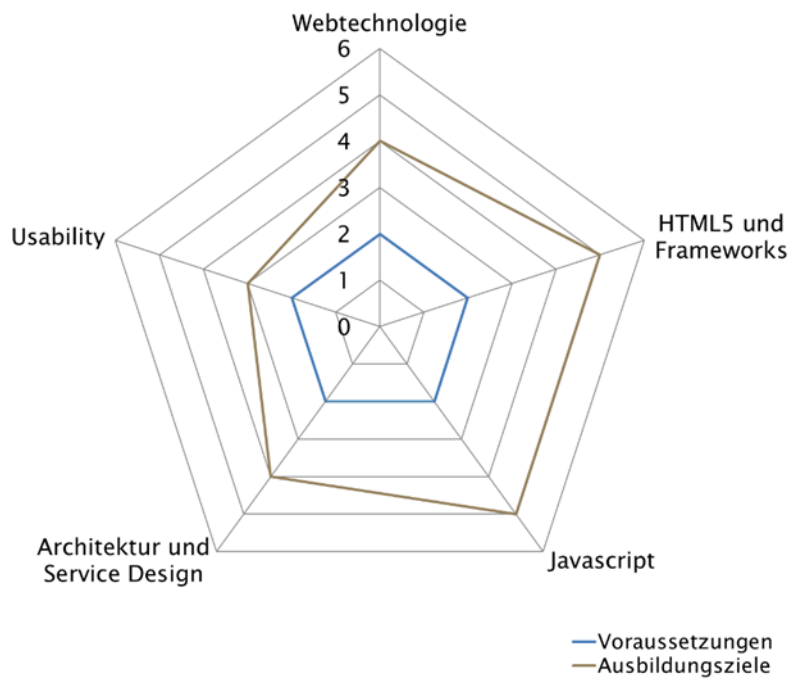 Webtechnologie
6
5
4
3
2
1
0
HTML5 und
Frameworks
Usability
Architektur und
Service Design
Javascript
Voraussetzungen
Ausbildungsziele